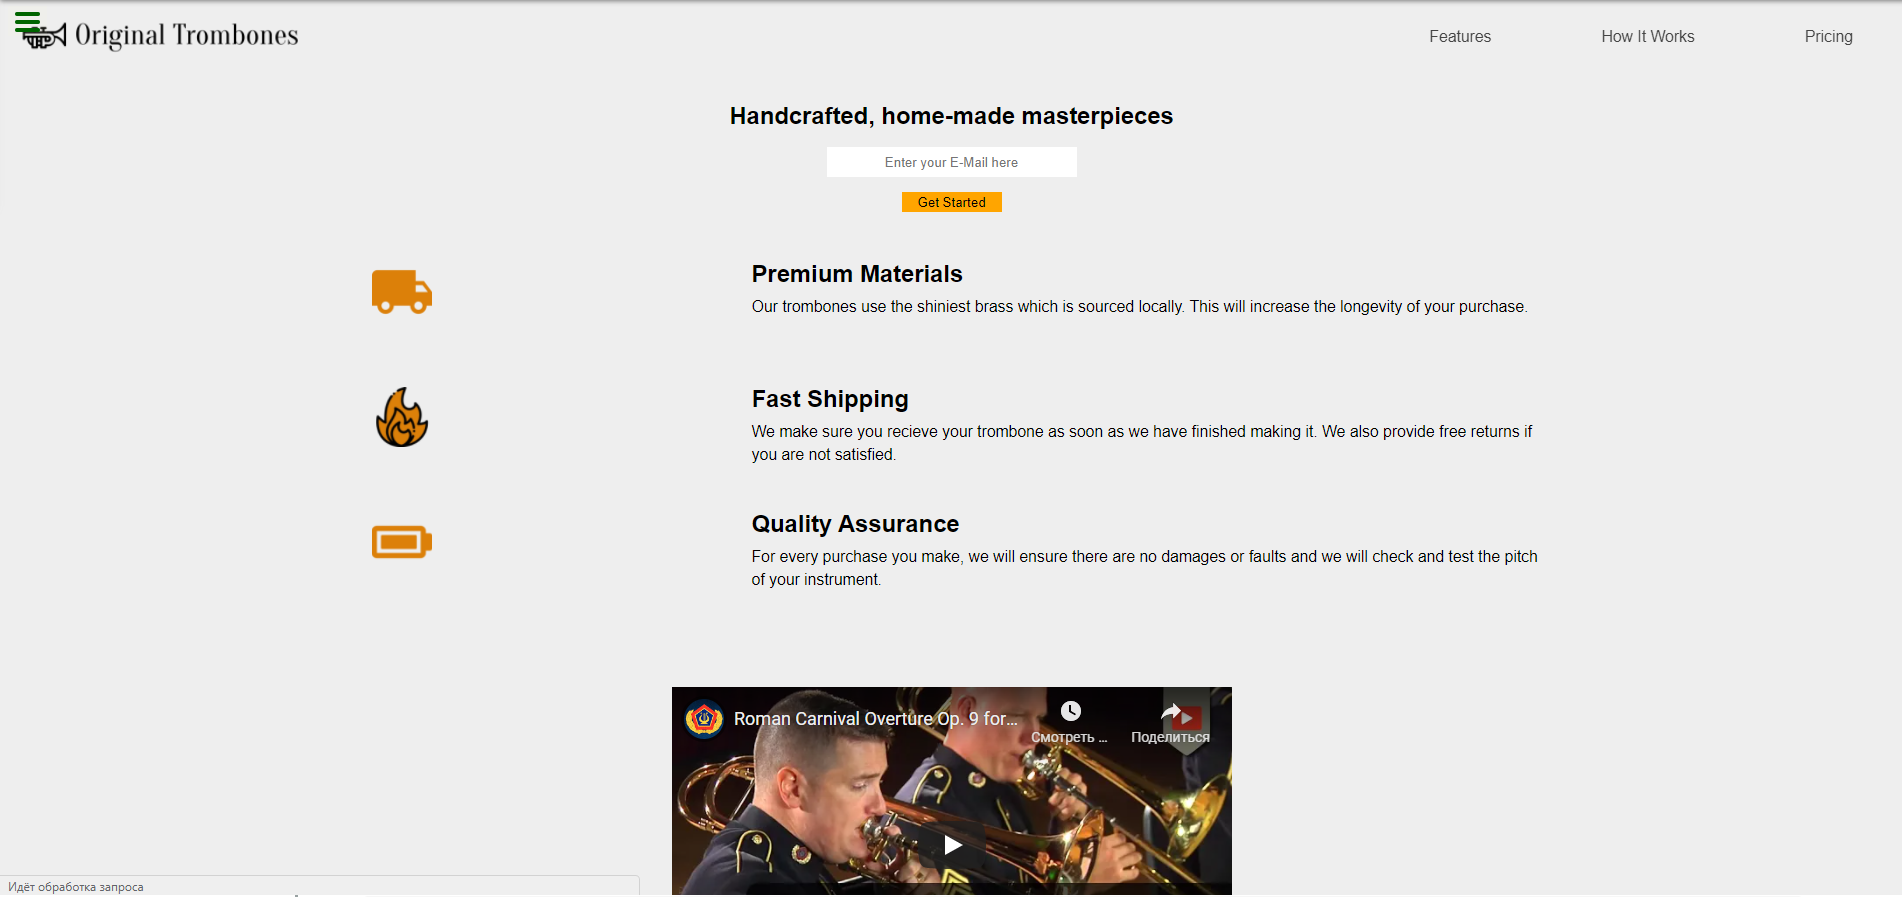 Original Trombones
Features
How It Works
Pricing
Handcrafted, home-made masterpieces
Enter your E-Mail here
Get Started
Premium Materials
Our trombones use the shiniest brass which is sourced locally. This will increase the longevity of your purchase.
Fast Shipping
We make sure you recieve your trombone as soon as we have finished making it. We also provide free returns if
you are not satisfied.
Quality Assurance
For every purchase you make, we will ensure there are no damages or faults and we will check and test the pitch
of your instrument.
Roman Carnival Overture Op. 9 for...
Смотреть ...
Поделиться
Идёт обработка запроса